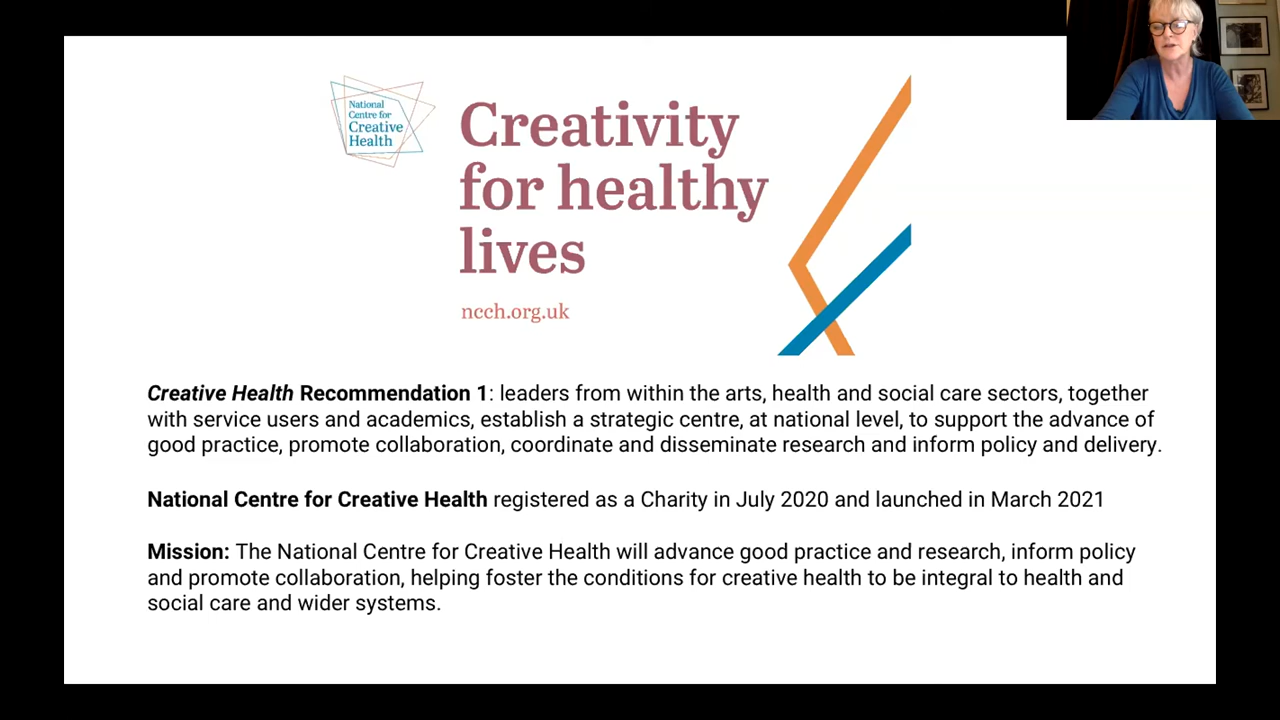 National
Centre for
Creative
Health
Creativity
for healthy
lives
ncch.org.uk
Creative Health Recommendation 1: leaders from within the arts, health and social care sectors, together
with service users and academics, establish a strategic centre, at national level, to support the advance of
good practice, promote collaboration, coordinate and disseminate research and inform policy and delivery.
National Centre for Creative Health registered as a Charity in July 2020 and launched in March 2021
Mission: The National Centre for Creative Health will advance good practice and research, inform policy
and promote collaboration, helping foster the conditions for creative health to be integral to health and
social care and wider systems.